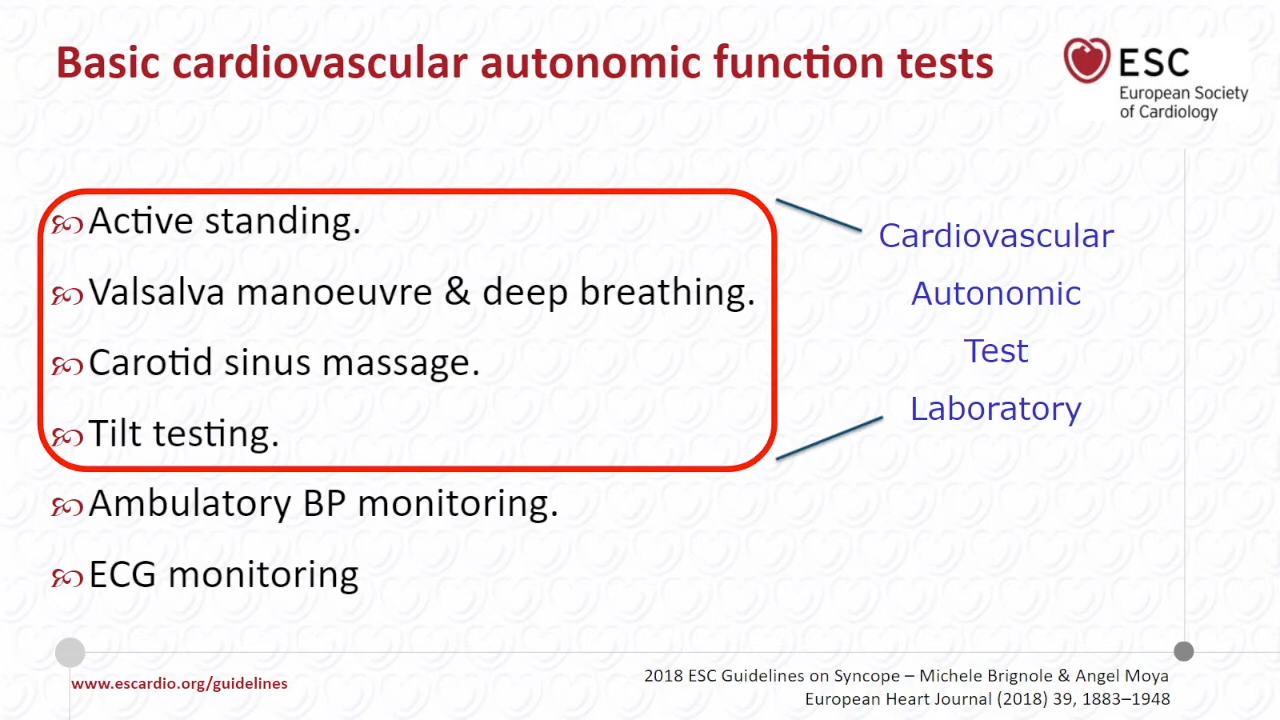 Basic cardiovascular autonomic function tests
ESC
European Society
of Cardiology
Active standing.
Valsalva manoeuvre & deep breathing.
Carotid sinus massage.
Tilt testing.
Ambulatory BP monitoring.
ECG monitoring
Cardiovascular
Autonomic
Test
Laboratory
www.escardio.org/guidelines
2018 ESC Guidelines on Syncope – Michele Brignole & Angel Moya
European Heart Journal (2018) 39, 1883–1948